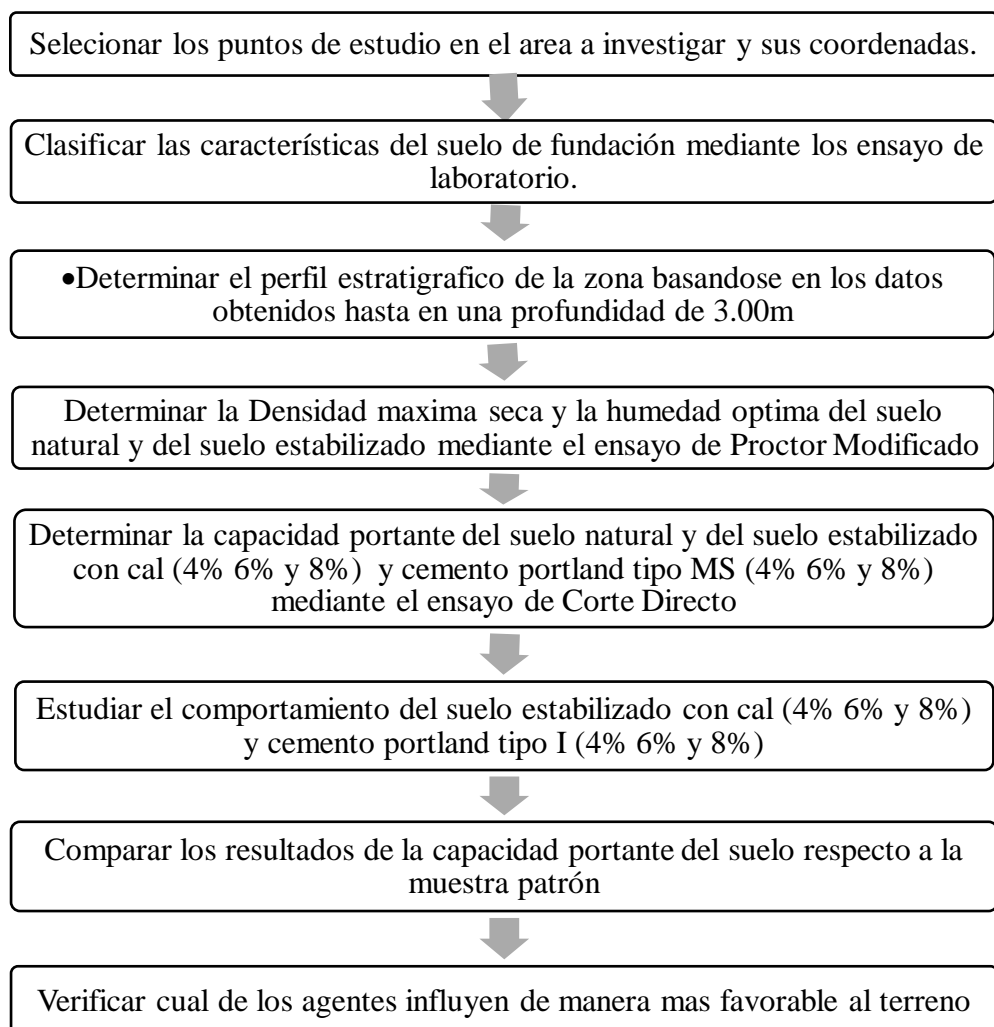 Selecionar los puntos de estudio en el area a investigar y sus coordenadas.
Clasificar las características del suelo de fundación mediante los ensayo de
laboratorio.
•Determinar el perfil estratigrafico de la zona basandose en los datos
obtenidos hasta en una profundidad de 3.00m
Determinar la Densidad maxima seca y la humedad optima del suelo
natural y del suelo estabilizado mediante el ensayo de Proctor Modificado
Determinar la capacidad portante del suelo natural y del suelo estabilizado
con cal (4% 6% y 8%) y cemento portland tipo MS (4% 6% y 8%)
mediante el ensayo de Corte Directo
Estudiar el comportamiento del suelo estabilizado con cal (4% 6% y 8%)
y cemento portland tipo I (4% 6% y 8%)
Comparar los resultados de la capacidad portante del suelo respecto a la
muestra patrón
Verificar cual de los agentes influyen de manera mas favorable al terreno